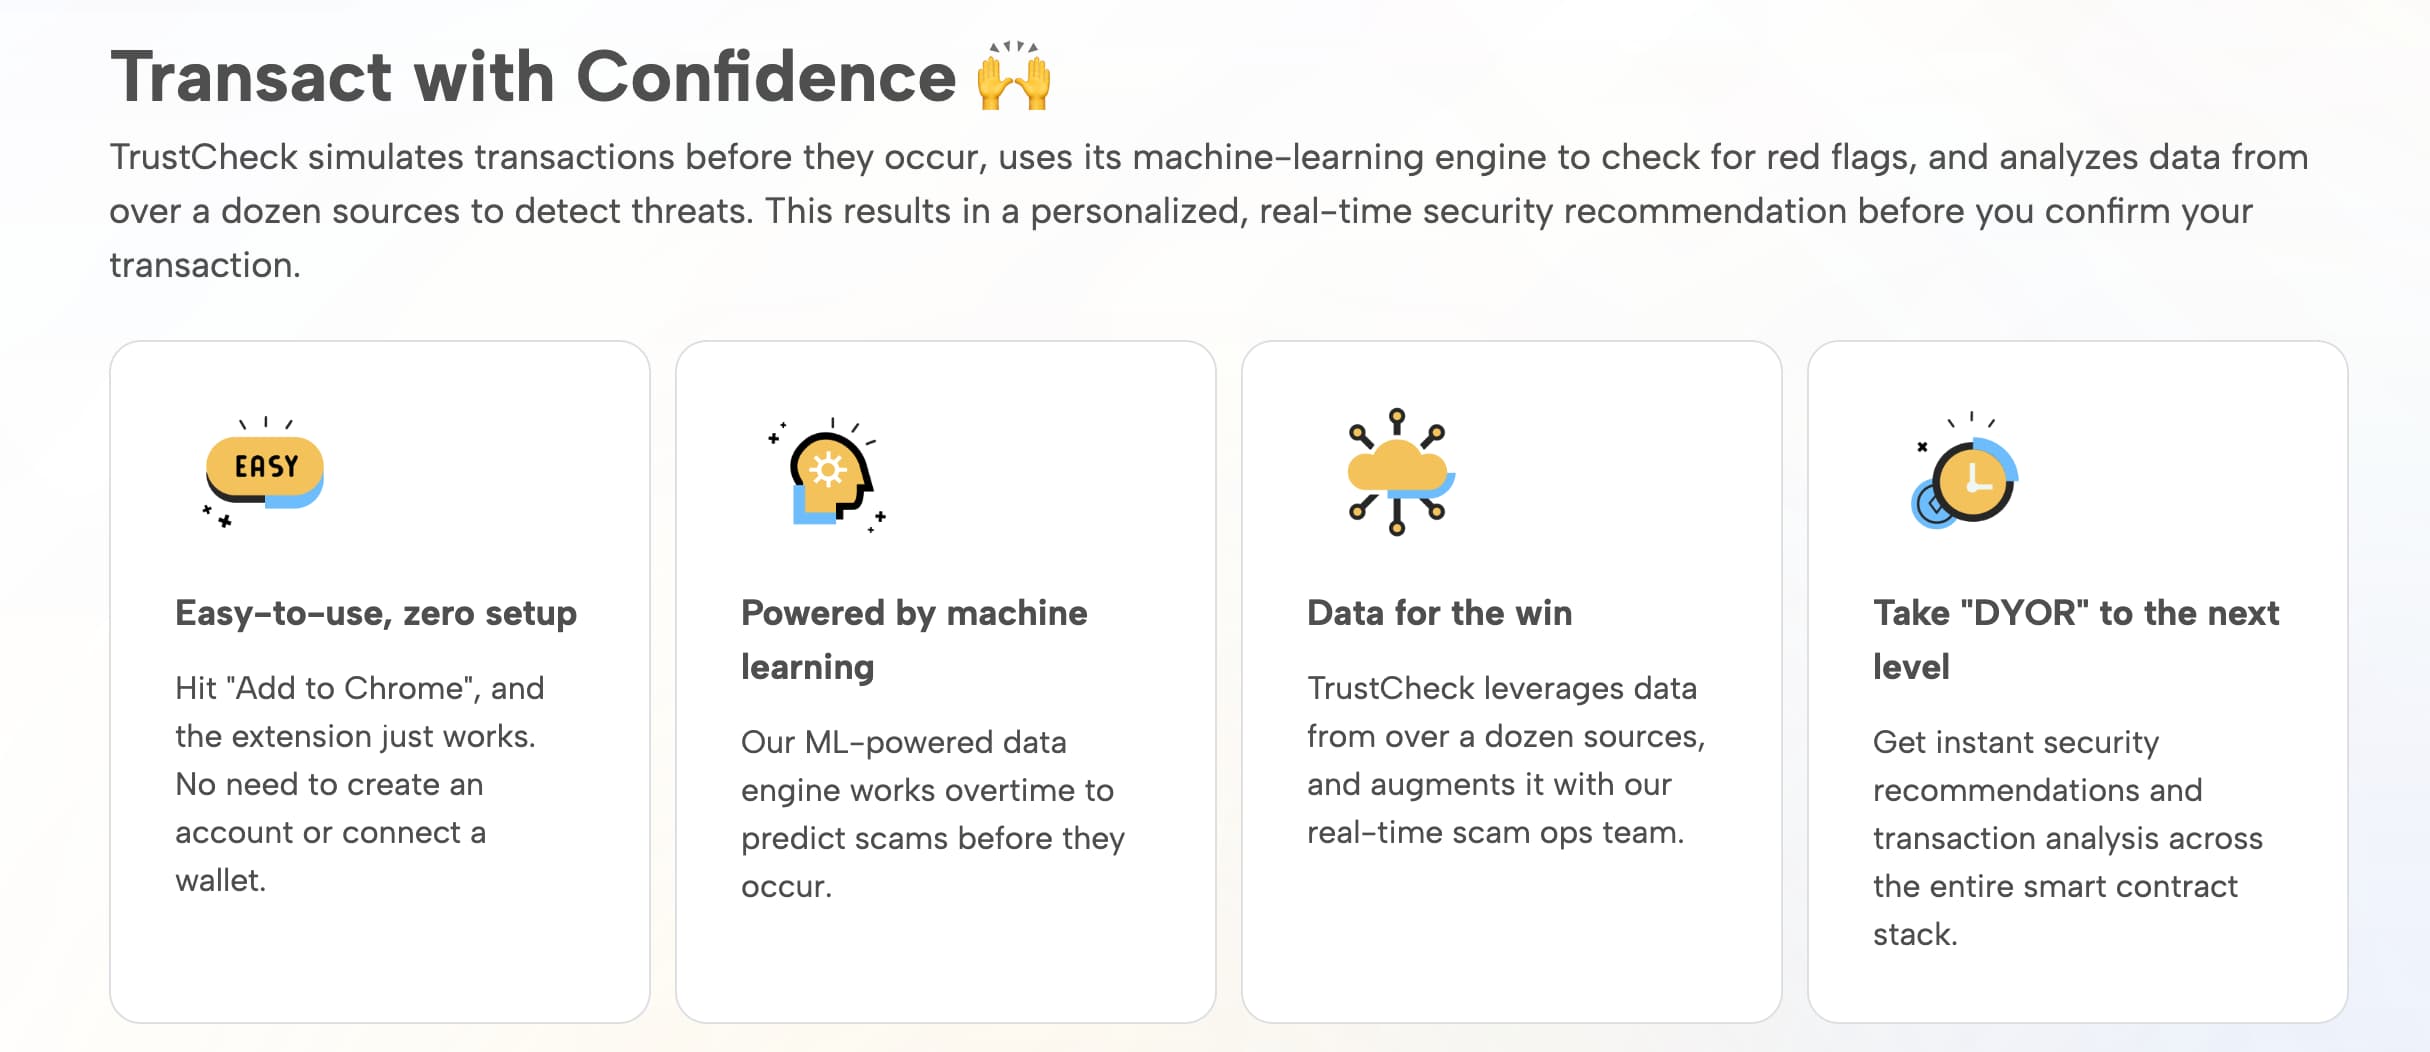 Transact with Confidence 🙌
TrustCheck simulates transactions before they occur, uses its machine-learning engine to check for red flags, and analyzes data from
over a dozen sources to detect threats. This results in a personalized, real-time security recommendation before you confirm your
transaction.
EASY
Easy-to-use, zero setup
Hit "Add to Chrome", and
the extension just works.
No need to create an
account or connect a
wallet.
Powered by machine
learning
Our ML-powered data
engine works overtime to
predict scams before they
occur.
Data for the win
TrustCheck leverages data
from over a dozen sources,
and augments it with our
real-time scam ops team.
Take "DYOR" to the next
level
Get instant security
recommendations and
transaction analysis across
the entire smart contract
stack.